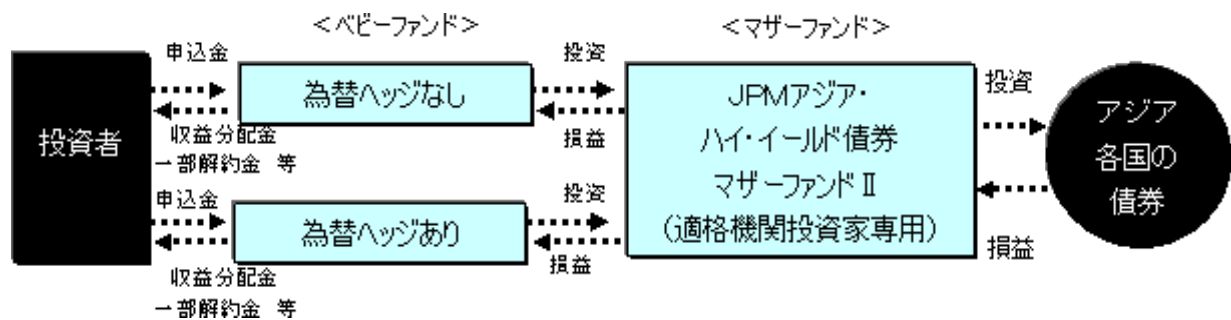 ＜ベビーファンド＞
＜マザーファンド＞
申込金
投資
投資
為替ヘッジなし
JPMアジア・
ハイ・イールド債券
マザーファンドⅡ
(適格機関投資家専用)
アジア
各国の
債券
投資者
収益分配金
一部解約金 等
損益
申込金
投資
為替ヘッジあり
損益
損益
収益分配金
一部解約金 等